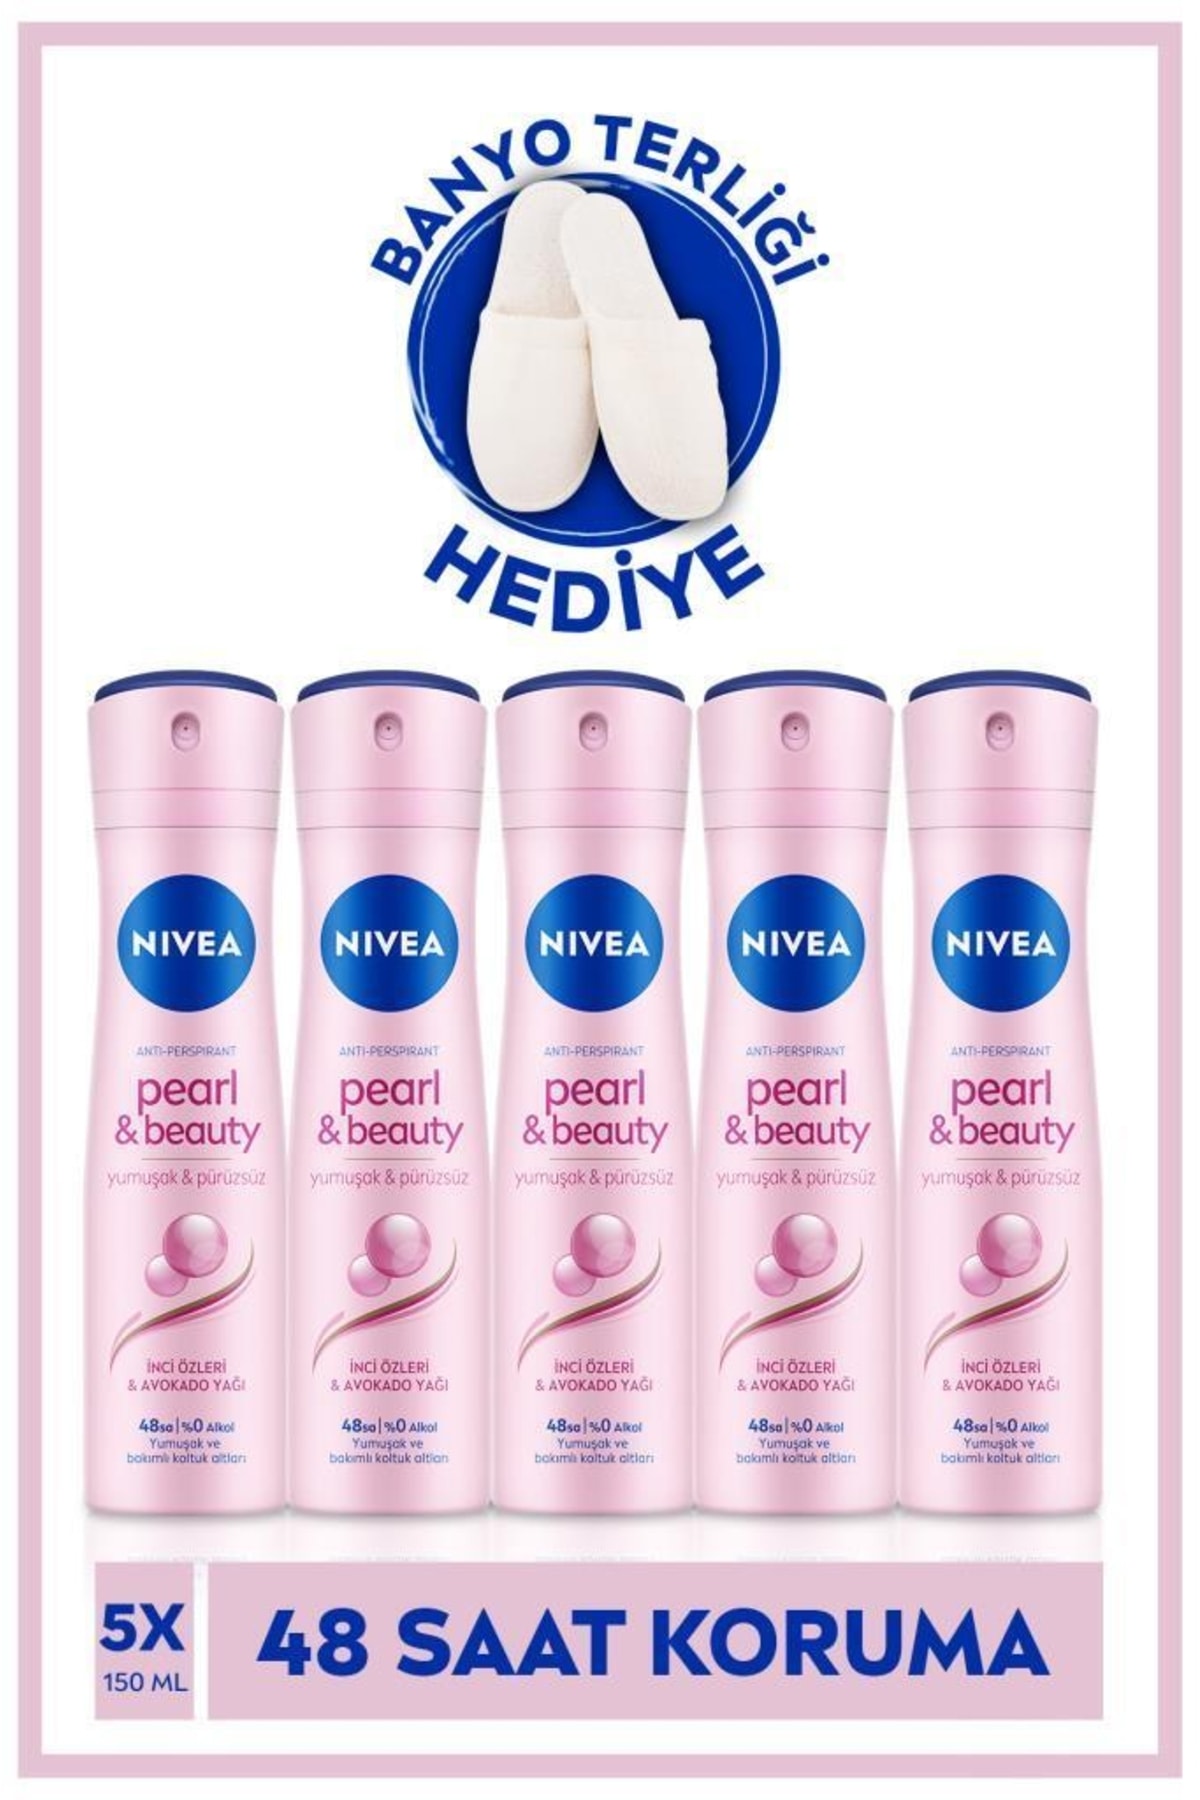 BANYO TERLİĞİ
HEDİYE
NIVEA
ANTI-PERSPIRANT
pearl
& beauty
yumuşak & pürüzsüz
İNCİ ÖZLERİ
& AVOKADO YAĞI
48sa | %0 Alkol
Yumuşak ve
bakımlı koltuk altları
NIVEA
ANTI-PERSPIRANT
pearl
& beauty
yumuşak & pürüzsüz
İNCİ ÖZLERİ
& AVOKADO YAĞI
48sa | %0 Alkol
Yumuşak ve
bakımlı koltuk altları
NIVEA
ANTI-PERSPIRANT
pearl
& beauty
yumuşak & pürüzsüz
İNCİ ÖZLERİ
& AVOKADO YAĞI
48sa | %0 Alkol
Yumuşak ve
bakımlı koltuk altları
NIVEA
ANTI-PERSPIRANT
pearl
& beauty
yumuşak & pürüzsüz
İNCİ ÖZLERİ
& AVOKADO YAĞI
48sa | %0 Alkol
Yumuşak ve
bakımlı koltuk altları
NIVEA
ANTI-PERSPIRANT
pearl
& beauty
yumuşak & pürüzsüz
İNCİ ÖZLERİ
& AVOKADO YAĞI
48sa | %0 Alkol
Yumuşak ve
bakımlı koltuk altları
5X
150 ML
48 SAAT KORUMA